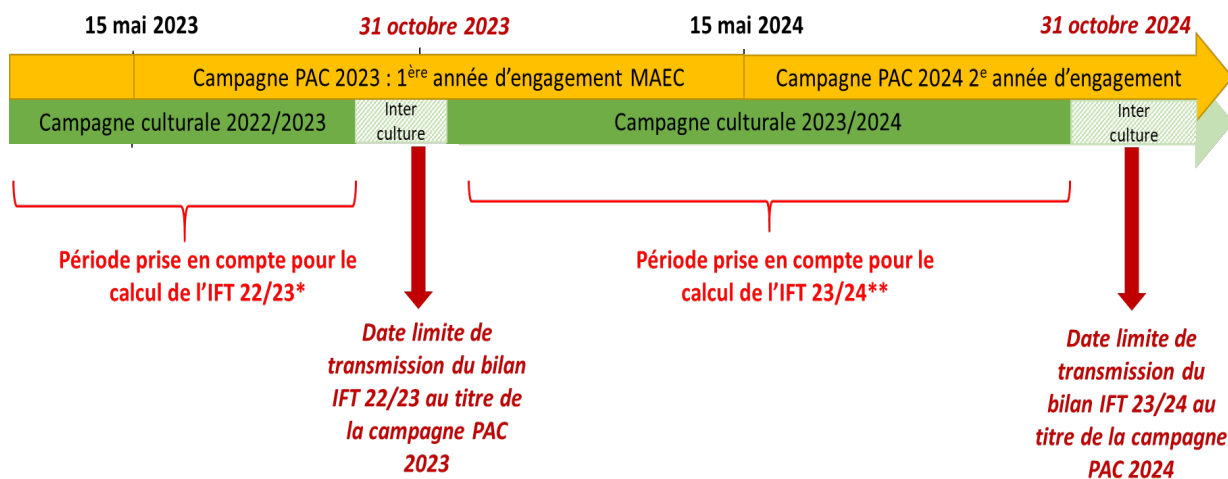 15 mai 2023
31 octobre 2023
15 mai 2024
31 octobre 2024
Campagne PAC 2023 : 1ère année d’engagement MAEC
Campagne PAC 2024 2e année d’engagement
Campagne culturale 2022/2023
Inter
culture
Campagne culturale 2023/2024
Inter
culture
Période prise en compte pour le
calcul de l’IFT 22/23*
Période prise en compte pour le
calcul de l’IFT 23/24**
Date limite de
transmission du bilan
IFT 22/23 au titre de
la campagne PAC
2023
Date limite de
transmission du
bilan IFT 23/24 au
titre de la campagne
PAC 2024